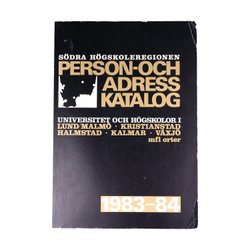 SÖDRA HÖGSKOLEREGIONEN
PERSON-OCH
ADRESS
KATALOG
UNIVERSITET OCH HÖGSKOLOR I
LUND MALMÖ · KRISTIANSTAD
HALMSTAD · KALMAR · VÄXJÖ
mfl orter
1983-84